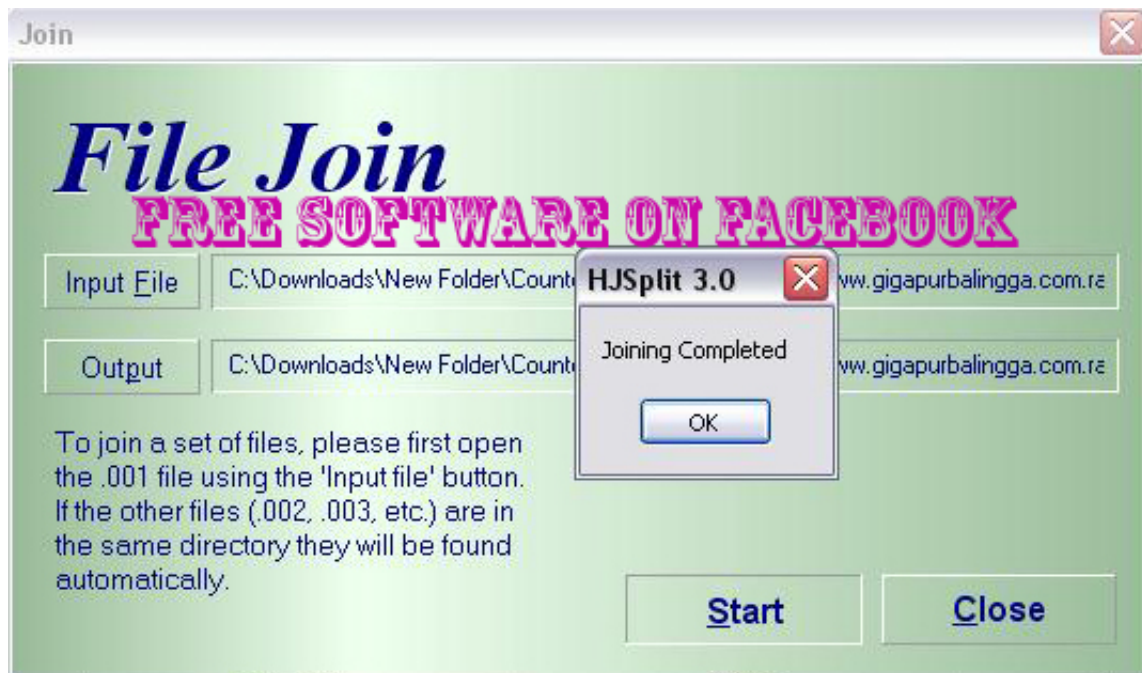 Join
File Join
FREE SOFTWARE ON FACEBOOK
Input File
C:\Downloads\New Folder\Counte
ww.gigapurbalingga.com.ra
HJSplit 3.0
Joining Completed
OK
Output
C:\Downloads\New Folder\Counte
ww.gigapurbalingga.com.ra
To join a set of files, please first open
the .001 file using the 'Input file' button.
If the other files (.002, .003, etc.) are in
the same directory they will be found
automatically.
Start
Close